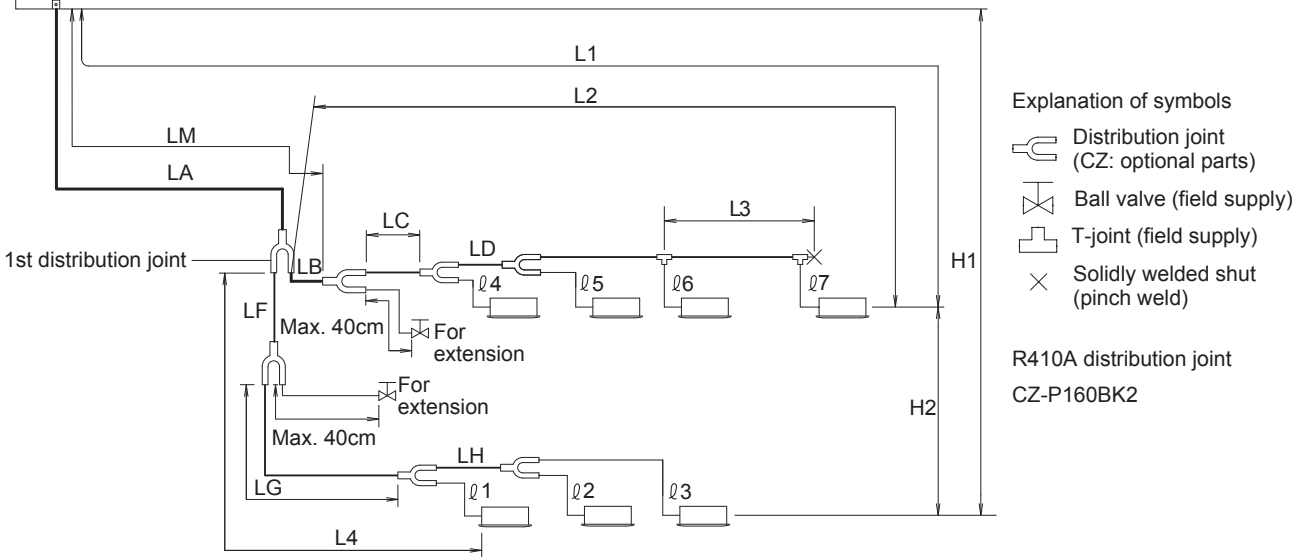 L1
L2
LM
LA
LC
L3
LD
1st distribution joint
LB
ℓ4
ℓ5
ℓ6
ℓ7
H1
LF
Max. 40cm
For
extension
For
extension
Max. 40cm
H2
LH
LG
ℓ1
ℓ2
ℓ3
L4
Explanation of symbols
Distribution joint
(CZ: optional parts)
Ball valve (field supply)
T-joint (field supply)
Solidly welded shut
(pinch weld)
R410A distribution joint
CZ-P160BK2